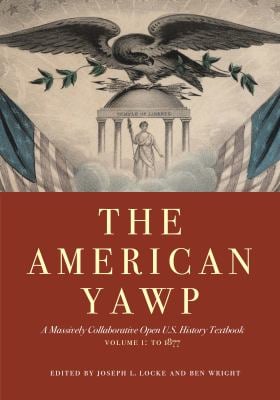 TEMPLE OF LIBERTY
THE
AMERICAN
YAWP
A Massively Collaborative Open U.S. History Textbook
VOLUME I: TO 1877
EDITED BY JOSEPH L. LOCKE AND BEN WRIGHT